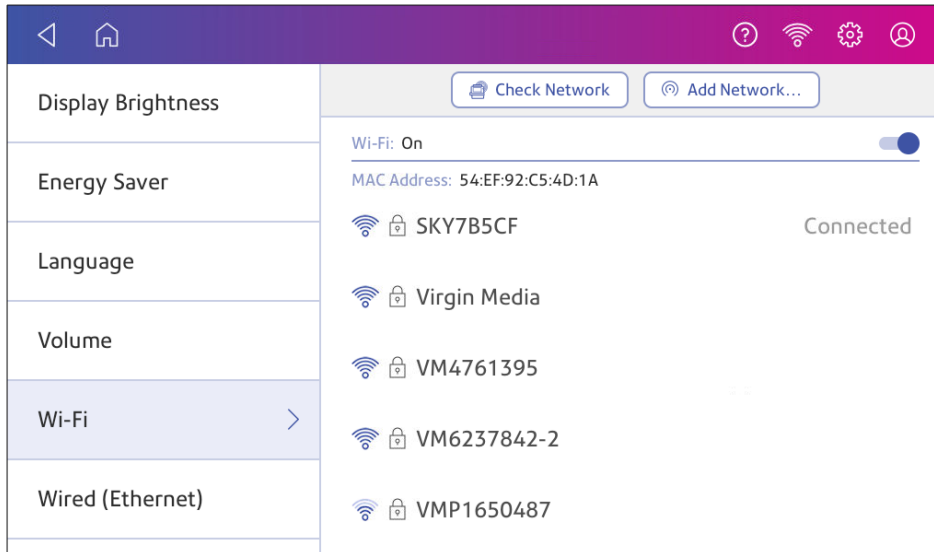 Display Brightness
Energy Saver
Language
Volume
Wi-Fi
Wired (Ethernet)
Check Network
Add Network...
Wi-Fi: On
MAC Address: 54:EF:92:C5:4D:1A
SKY7B5CF Connected
Virgin Media
VM4761395
VM6237842-2
VMP1650487